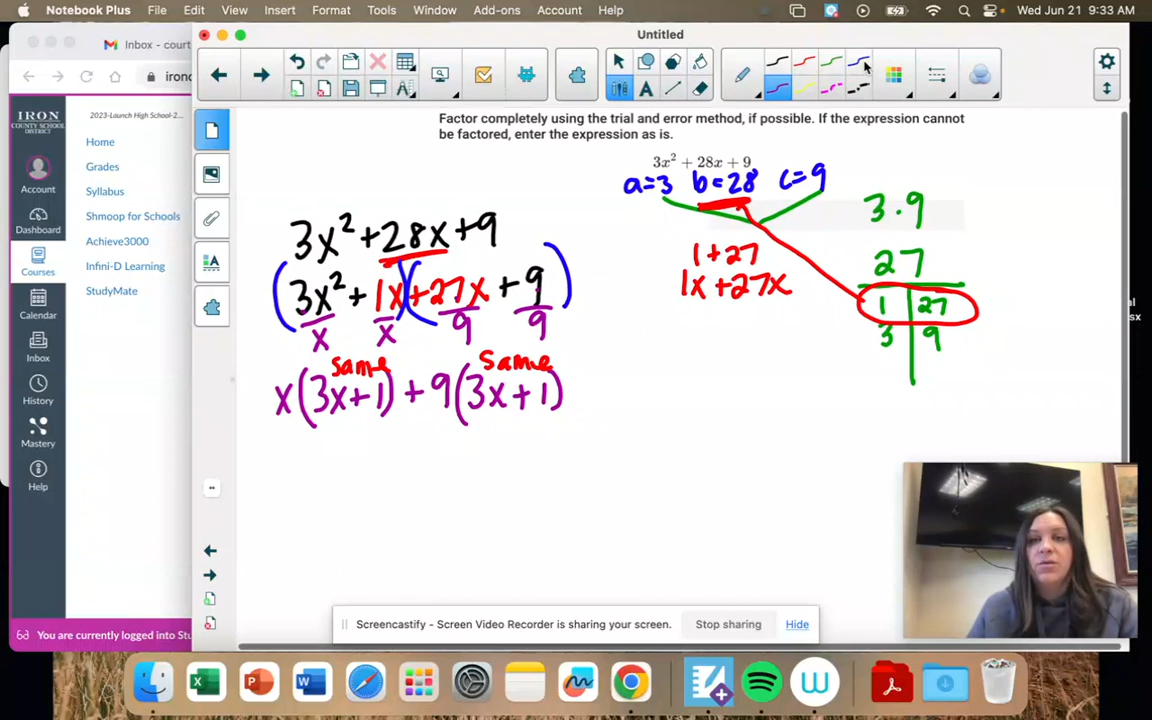 Notebook Plus File Edit View Insert Format Tools Window Add-ons Account Help Wed Jun 21 9:33 AM
Inbox - court
Untitled
ironc
IRON
COUNTY SCHOOL
DISTRICT
2023-Launch High School-2...
Home
Grades
Syllabus
Shmoop for Schools
Achieve3000
Infini-D Learning
StudyMate
Account
Dashboard
Courses
Calendar
Inbox
History
Mastery
Help
You are currently logged into Stu
Factor completely using the trial and error method, if possible. If the expression cannot
be factored, enter the expression as is.
3x² + 28x + 9
a=3 b=28 c=9
3·9
27
1 27
3 9
1+27
1x+27x
3x²+28x+9
(3x²+1x)(+27x+9)
x x 9 9
same same
x(3x+1)+9(3x+1)
Screencastify - Screen Video Recorder is sharing your screen. Stop sharing Hide